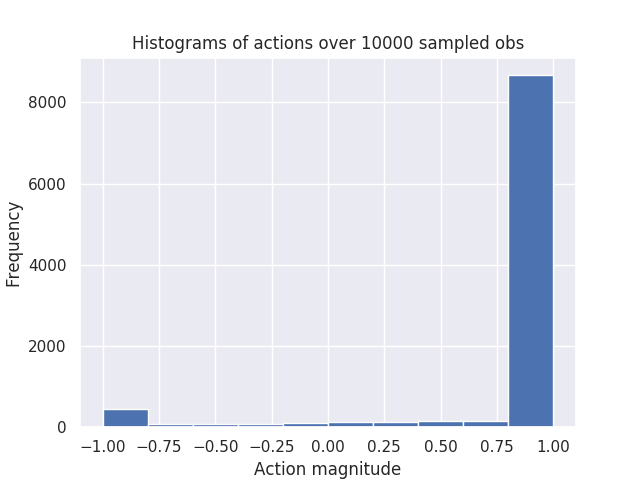 Histograms of actions over 10000 sampled obs
8000
6000
4000
2000
0
Frequency
−1.00 −0.75 −0.50 −0.25 0.00 0.25 0.50 0.75 1.00
Action magnitude